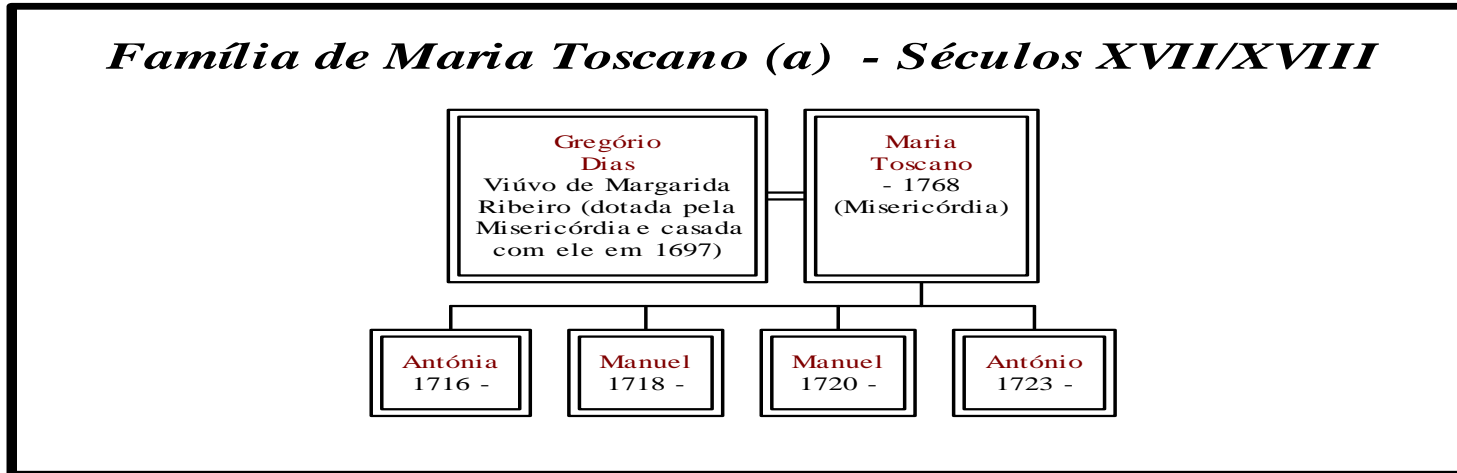 Família de Maria Toscano (a) - Séculos XVII/XVIII
Gregório
Dias
Viúvo de Margarida
Ribeiro (dotada pela
Misericórdia e casada
com ele em 1697)
Maria
Toscano
- 1768
(Misericórdia)
Antónia
1716 -
Manuel
1718 -
Manuel
1720 -
António
1723 -